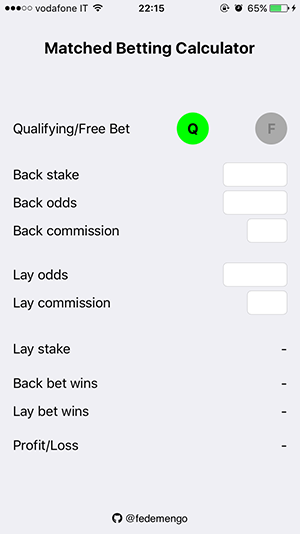 vodafone IT 22:15 65%
Matched Betting Calculator
Qualifying/Free Bet Q F
Back stake
Back odds
Back commission
Lay odds
Lay commission
Lay stake -
Back bet wins -
Lay bet wins -
Profit/Loss -
@fedemengo